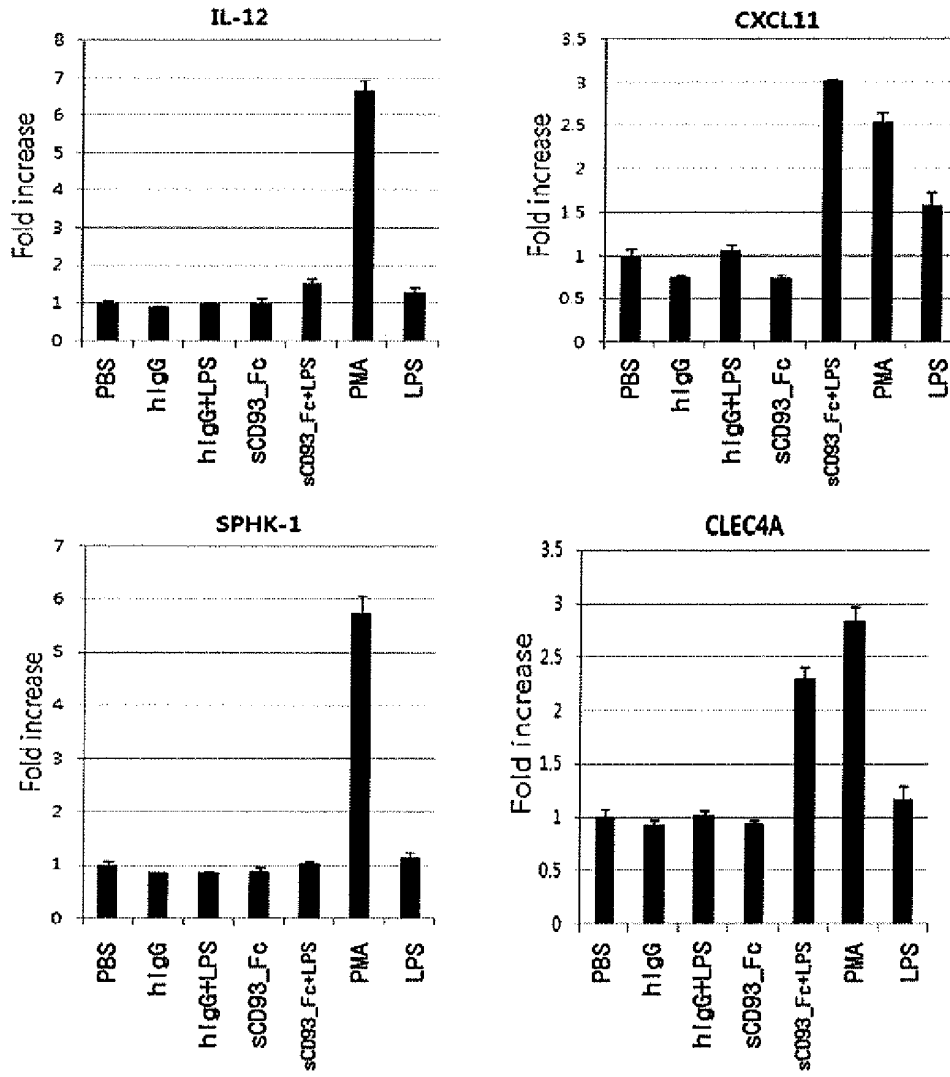 IL-12
8
7
6
5
4
3
2
1
0
Fold increase
PBS
hIgG
hIgG+LPS
sCD93_Fc
sCD93_Fc+LPS
PMA
LPS
CXCL11
3.5
3
2.5
2
1.5
1
0.5
0
Fold increase
PBS
hIgG
hIgG+LPS
sCD93_Fc
sCD93_Fc+LPS
PMA
LPS
SPHK-1
7
6
5
4
3
2
1
0
Fold increase
PBS
hIgG
hIgG+LPS
sCD93_Fc
sCD93_Fc+LPS
PMA
LPS
CLEC4A
3.5
3
2.5
2
1.5
1
0.5
0
Fold increase
PBS
hIgG
hIgG+LPS
sCD93_Fc
sCD93_Fc+LPS
PMA
LPS